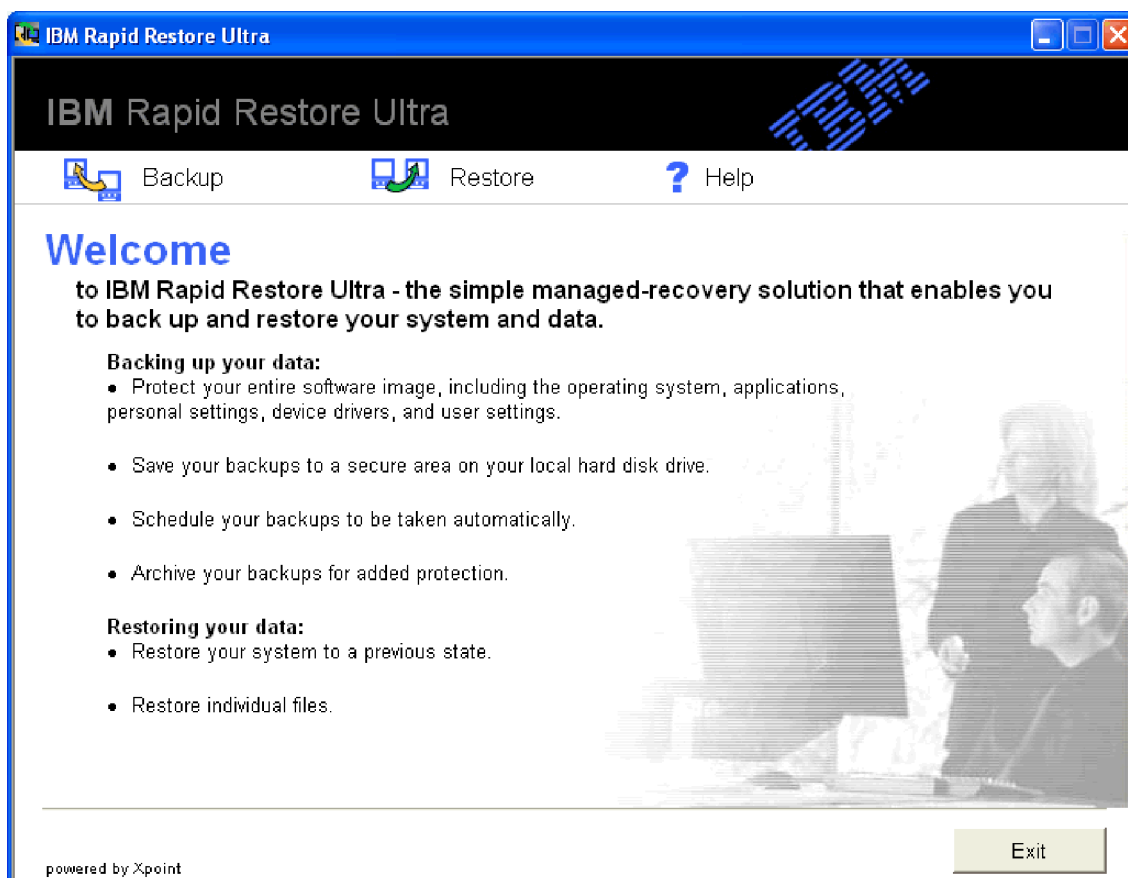 IBM Rapid Restore Ultra
IBM Rapid Restore Ultra
IBM
Backup
Restore
? Help
Welcome
to IBM Rapid Restore Ultra - the simple managed-recovery solution that enables you
to back up and restore your system and data.
Backing up your data:
• Protect your entire software image, including the operating system, applications,
personal settings, device drivers, and user settings.
• Save your backups to a secure area on your local hard disk drive.
• Schedule your backups to be taken automatically.
• Archive your backups for added protection.
Restoring your data:
• Restore your system to a previous state.
• Restore individual files.
Exit
powered by Xpoint